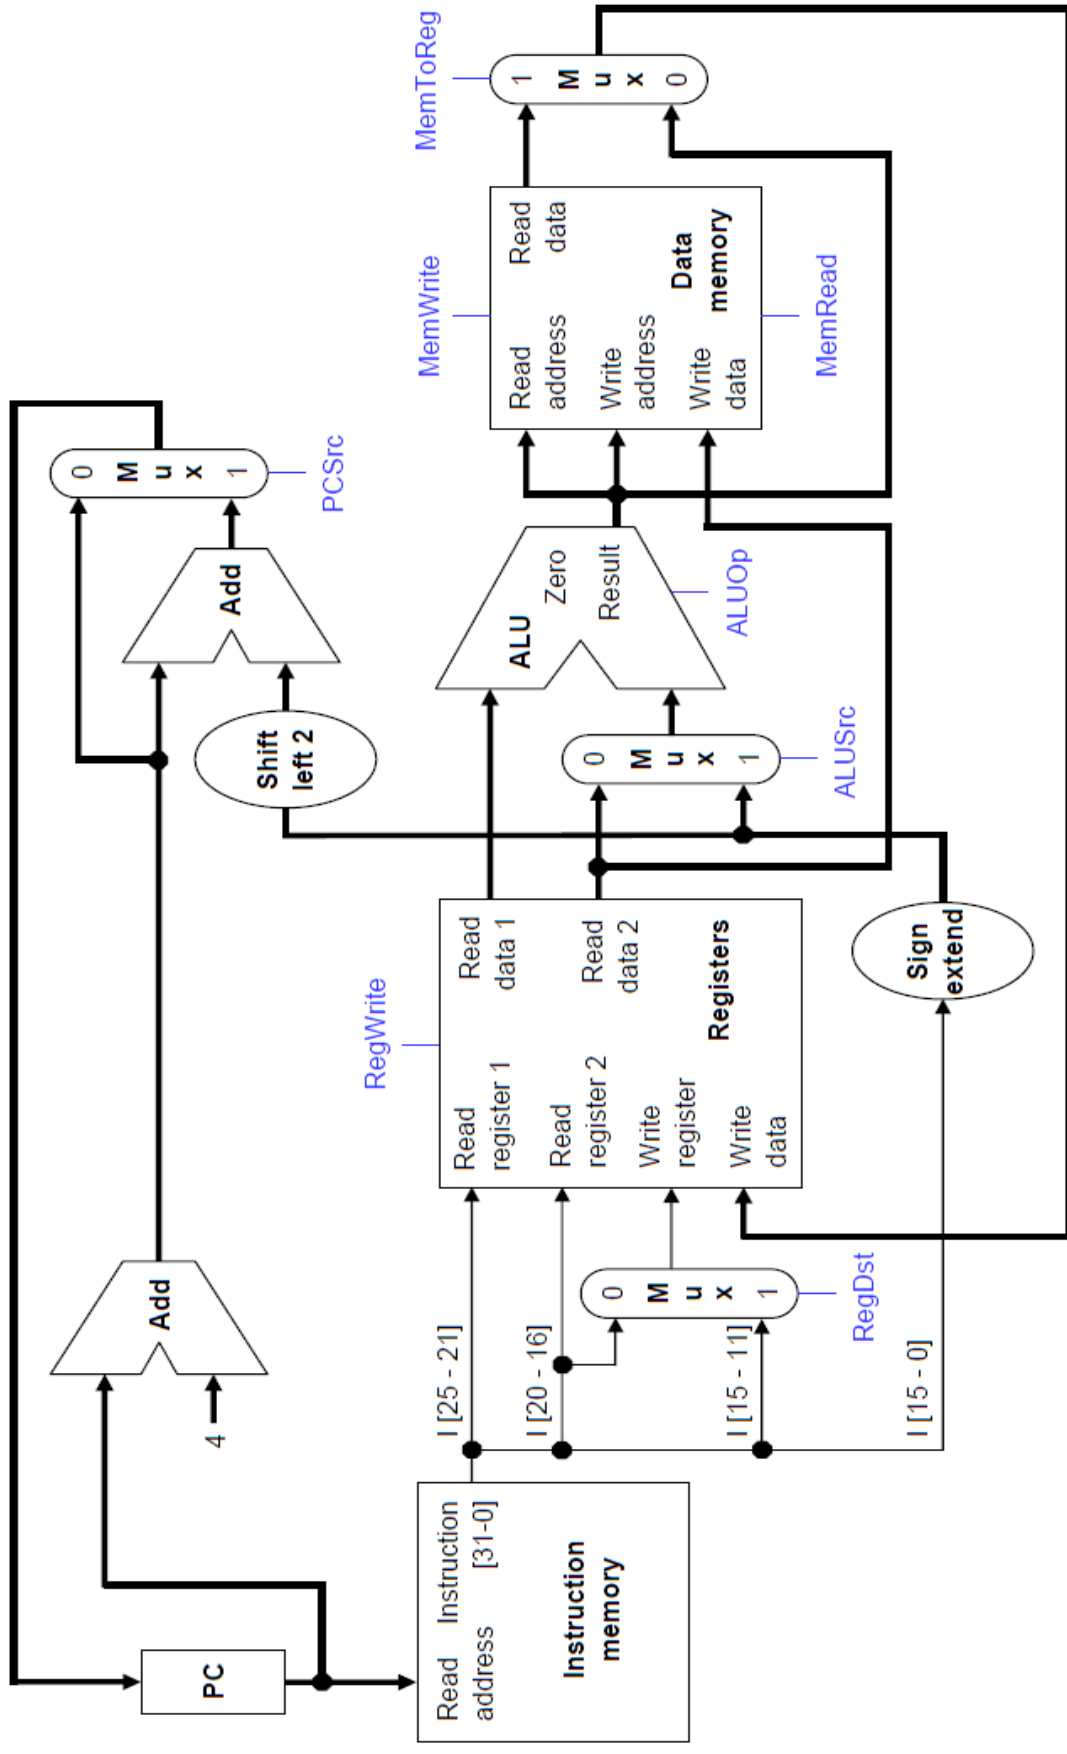 PC
4
Add
Add
Shift
left 2
0
M
u
x
1
PCSrc
Read
address
Instruction
[31-0]
Instruction
memory
I [25 - 21]
I [20 - 16]
I [15 - 11]
I [15 - 0]
0
M
u
x
1
RegDst
RegWrite
Read
register 1
Read
register 2
Write
register
Write
data
Read
data 1
Read
data 2
Registers
Sign
extend
0
M
u
x
1
ALUSrc
ALU
Zero
Result
ALUOp
MemWrite
Read
address
Write
address
Write
data
Read
data
Data
memory
MemRead
MemToReg
1
M
u
x
0